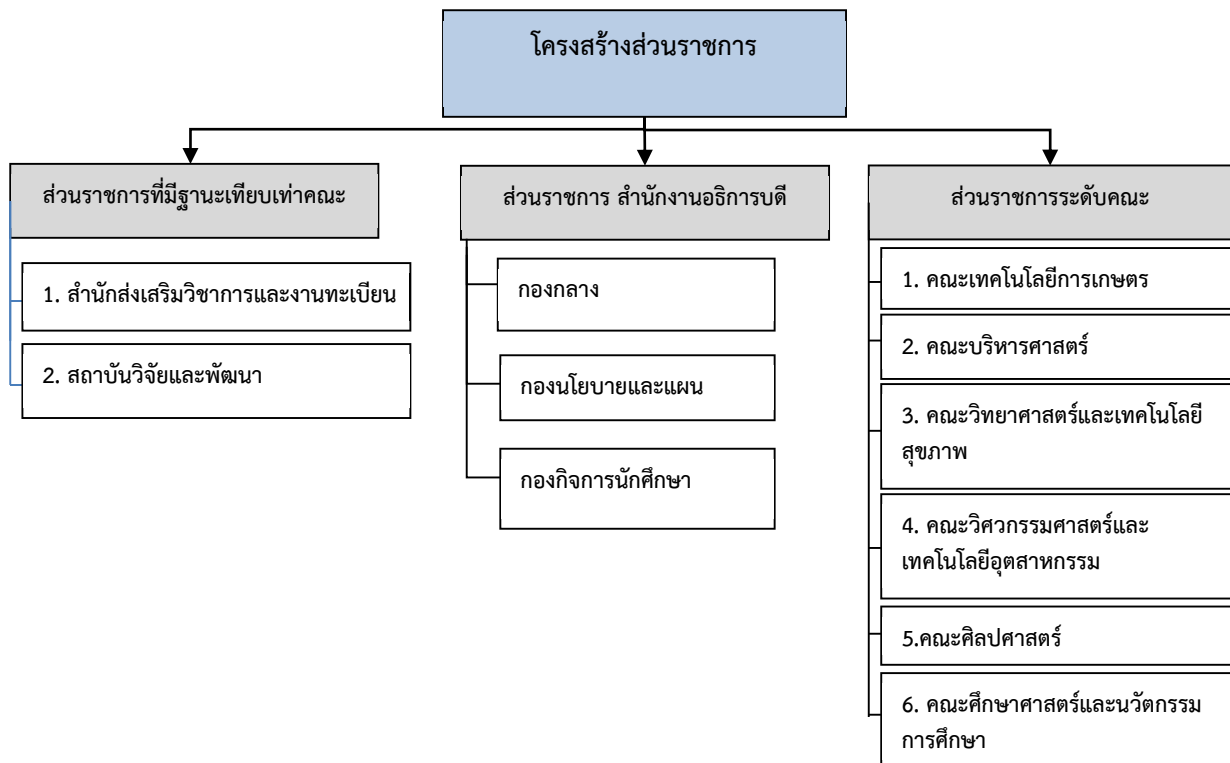 โครงสร้างส่วนราชการ
ส่วนราชการที่มีฐานะเทียบเท่าคณะ
1. สำนักส่งเสริมวิชาการและงานทะเบียน
2. สถาบันวิจัยและพัฒนา
ส่วนราชการ สำนักงานอธิการบดี
กองกลาง
กองนโยบายและแผน
กองกิจการนักศึกษา
ส่วนราชการระดับคณะ
1. คณะเทคโนโลยีการเกษตร
2. คณะบริหารศาสตร์
3. คณะวิทยาศาสตร์และเทคโนโลยี
สุขภาพ
4. คณะวิศวกรรมศาสตร์และ
เทคโนโลยีอุตสาหกรรม
5.คณะศิลปศาสตร์
6. คณะศึกษาศาสตร์และนวัตกรรม
การศึกษา